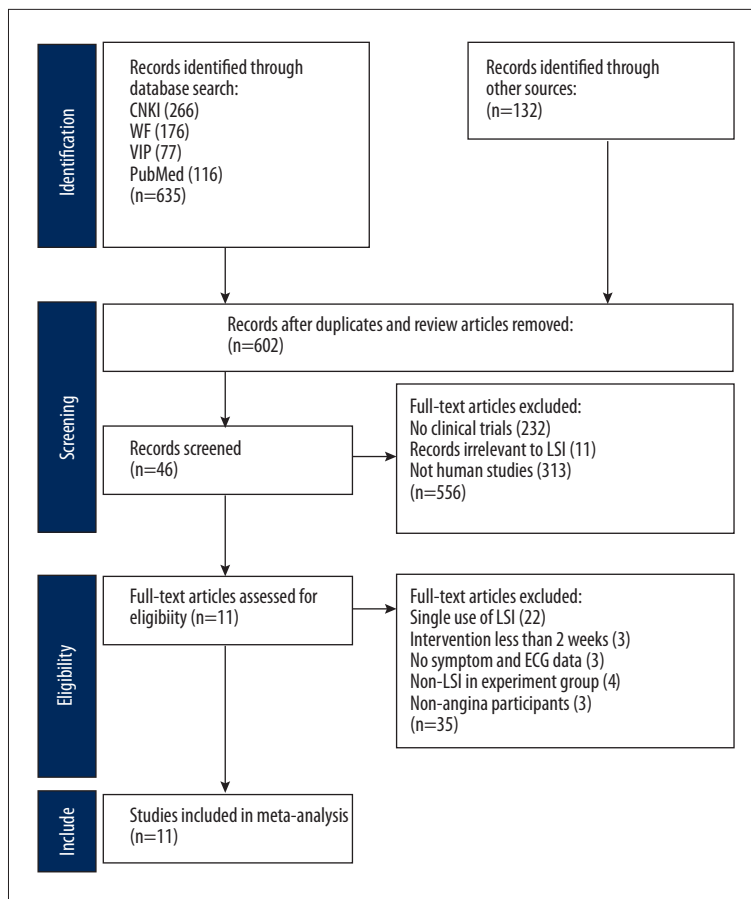 Identification
Records identified through
database search:
CNKI (266)
WF (176)
VIP (77)
PubMed (116)
(n=635)
Records identified through
other sources:
(n=132)
Screening
Records after duplicates and review articles removed:
(n=602)
Records screened
(n=46)
Full-text articles excluded:
No clinical trials (232)
Records irrelevant to LSI (11)
Not human studies (313)
(n=556)
Eligibility
Full-text articles assessed for
eligibiity (n=11)
Full-text articles excluded:
Single use of LSI (22)
Intervention less than 2 weeks (3)
No symptom and ECG data (3)
Non-LSI in experiment group (4)
Non-angina participants (3)
(n=35)
Include
Studies included in meta-analysis
(n=11)